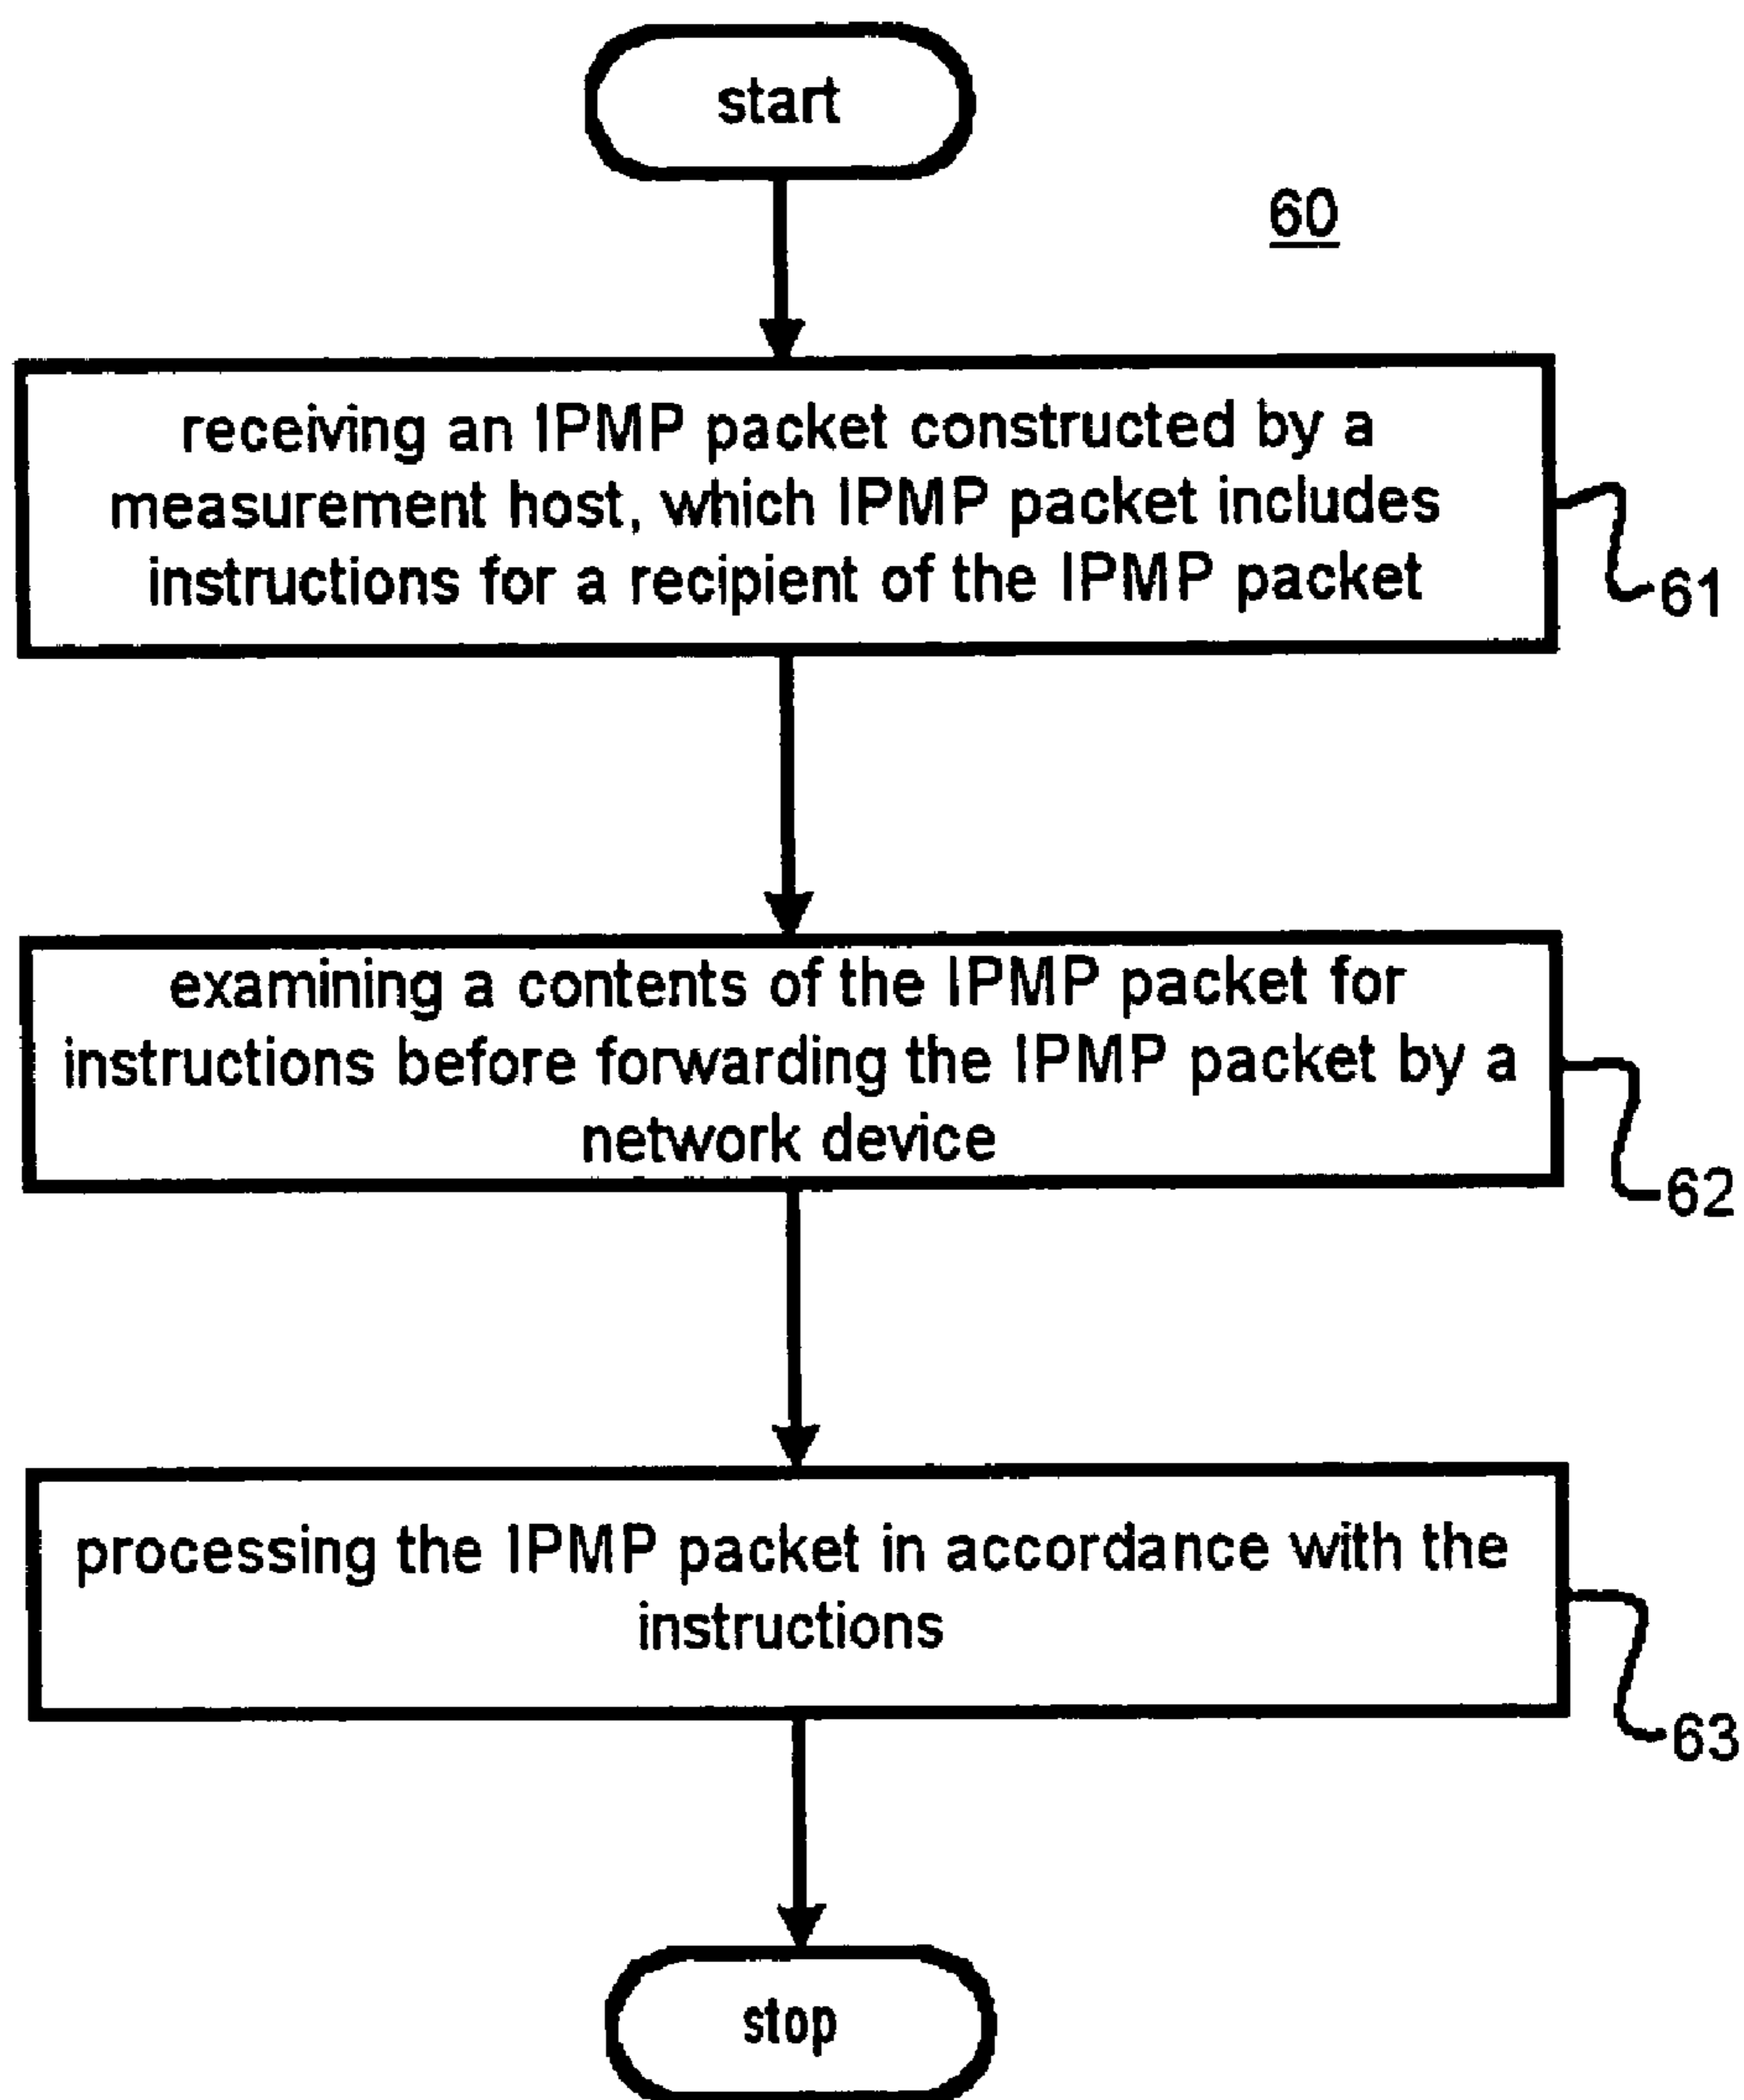 start
60
receiving an IPMP packet constructed by a
measurement host, which IPMP packet includes
instructions for a recipient of the IPMP packet
61
examining a contents of the IPMP packet for
instructions before forwarding the IPMP packet by a
network device
62
processing the IPMP packet in accordance with the
instructions
63
stop